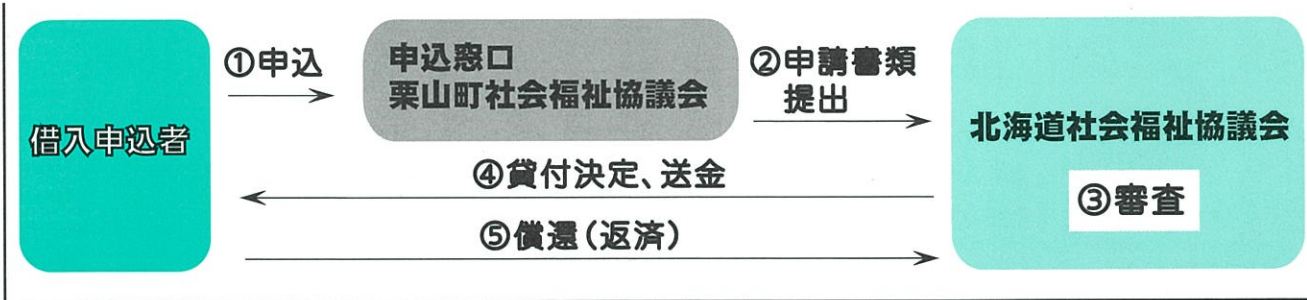 借入申込者
①申込
申込窓口
栗山町社会福祉協議会
②申請書類
提出
北海道社会福祉協議会
③審査
④貸付決定、送金
⑤償還(返済)